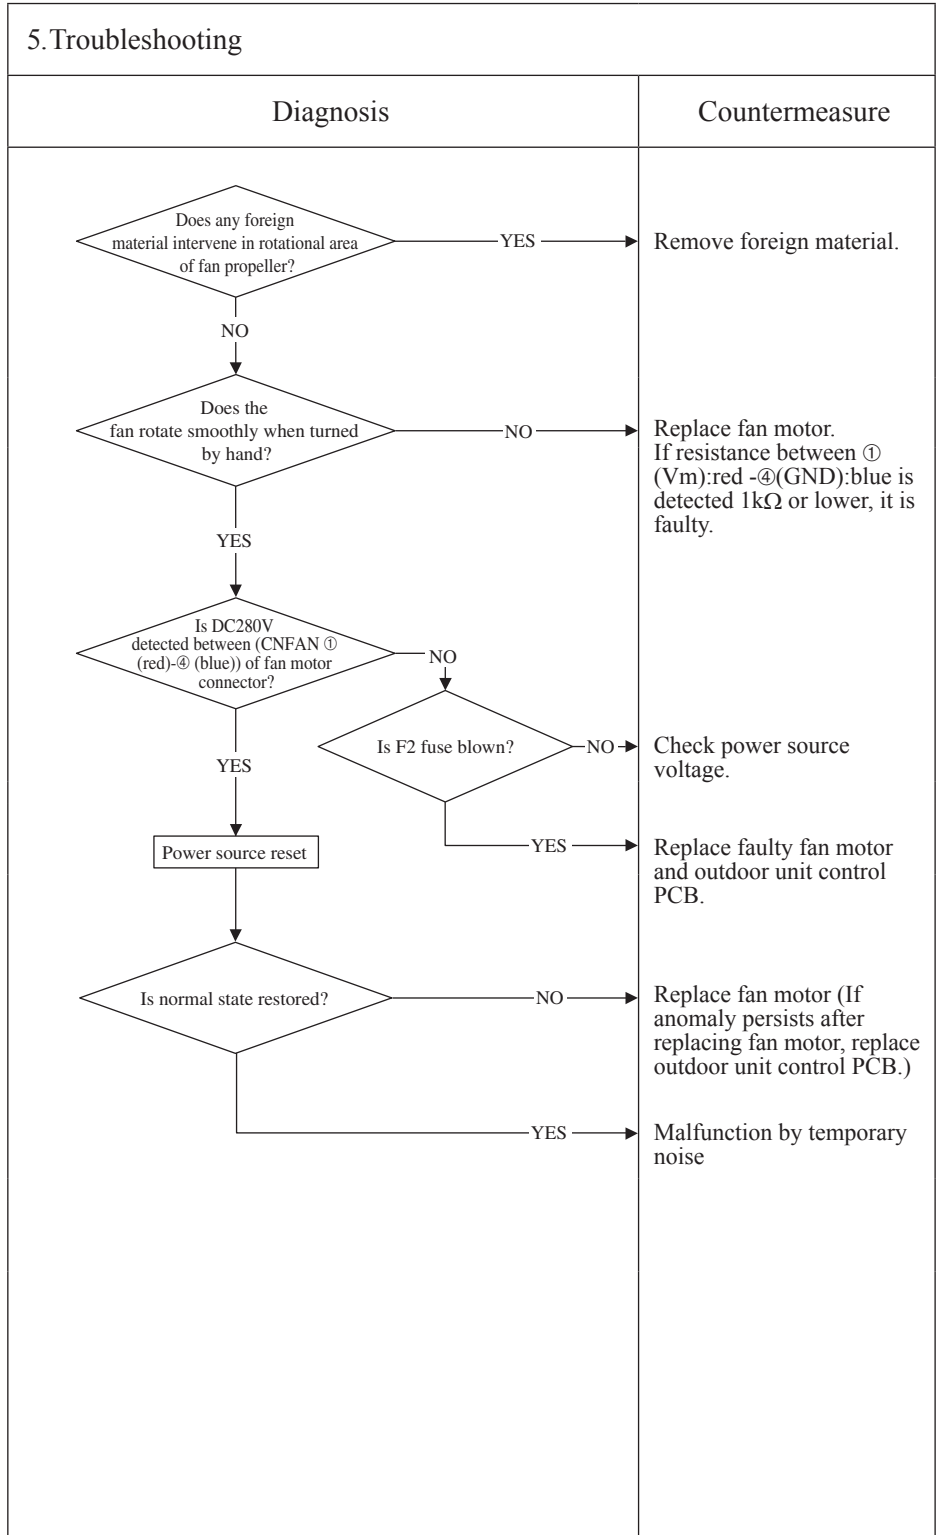 5.Troubleshooting
Diagnosis
Countermeasure
Does any foreign
material intervene in rotational area
of fan propeller?
YES
Remove foreign material.
NO
Does the
fan rotate smoothly when turned
by hand?
NO
Replace fan motor.
If resistance between ①
(Vm):red -④(GND):blue is
detected 1kΩ or lower, it is
faulty.
YES
Is DC280V
detected between (CNFAN ①
(red)-④ (blue)) of fan motor
connector?
NO
Is F2 fuse blown?
NO
Check power source
voltage.
YES
YES
Replace faulty fan motor
and outdoor unit control
PCB.
Power source reset
Is normal state restored?
NO
Replace fan motor (If
anomaly persists after
replacing fan motor, replace
outdoor unit control PCB.)
YES
Malfunction by temporary
noise